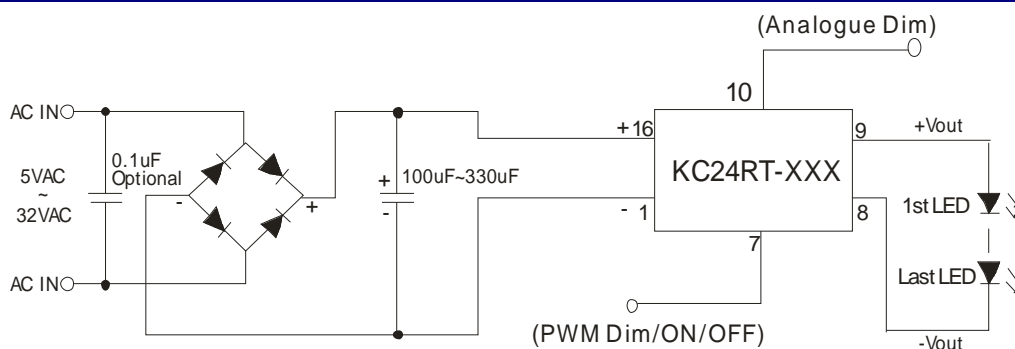 (Analogue Dim)
10
AC IN
+16
9
+Vout
0.1uF
Optional
5VAC
~
32VAC
-
+
+
100uF~330uF
-
KC24RT-XXX
- 1
8
1st LED
7
Last LED
AC IN
(PWM Dim/ON/OFF)
-Vout